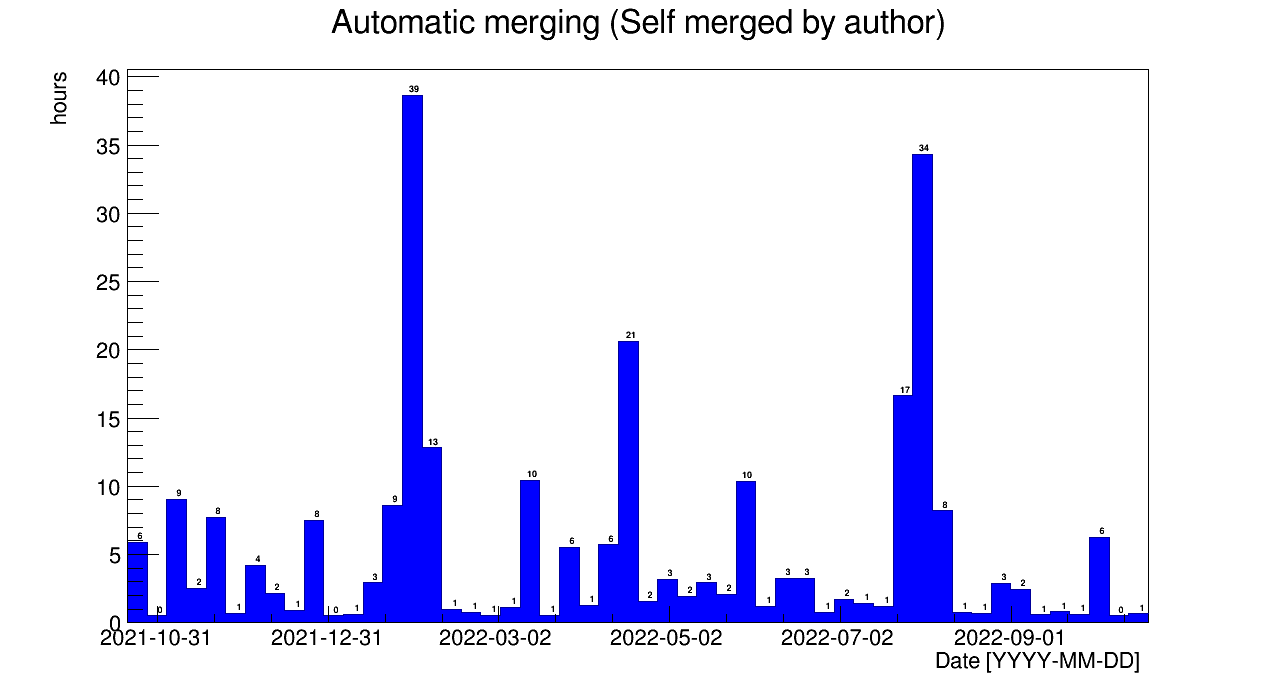 Automatic merging (Self merged by author)
hours
40
35
30
25
20
15
10
5
0
6 0 9 2 8 1 4 2 1 8 0 1 3 9 39 13 1 1 1 1 10 1 6 1 6 21 2 3 2 3 2 10 1 3 3 1 2 1 1 17 34 8 1 1 3 2 1 1 1 6 0 1
2021-10-31 2021-12-31 2022-03-02 2022-05-02 2022-07-02 2022-09-01
Date [YYYY-MM-DD]